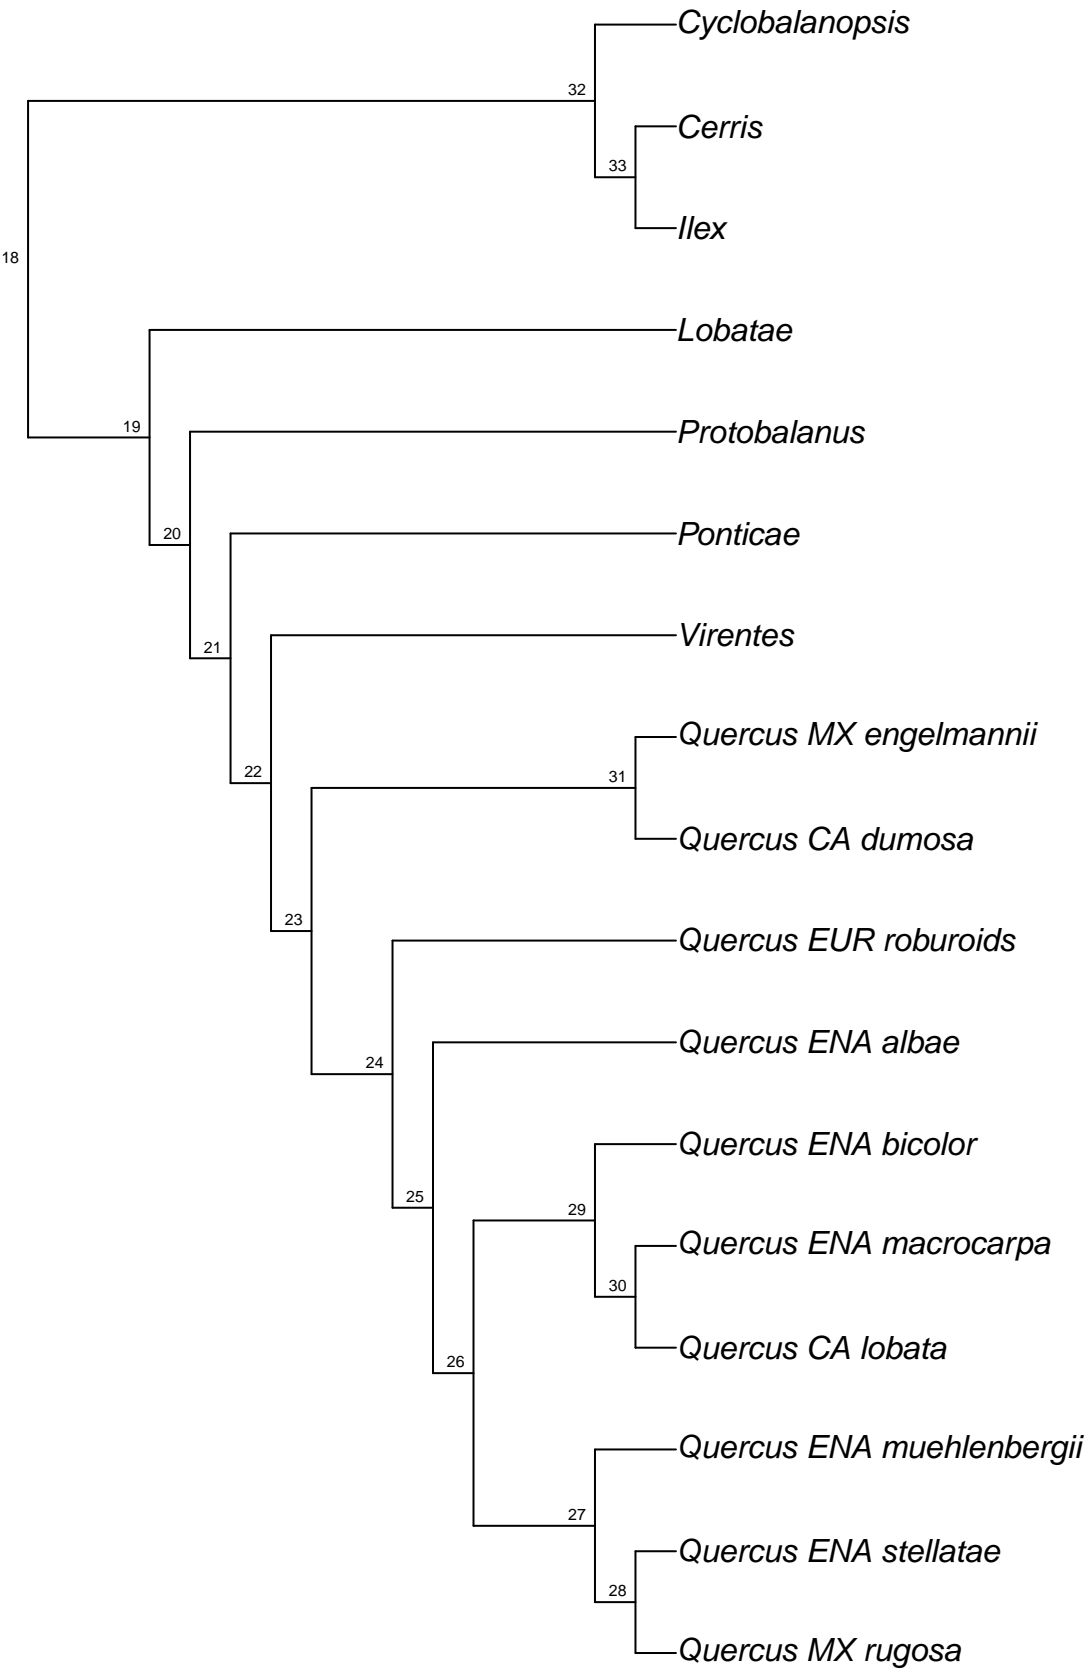 Cyclobalanopsis
32
Cerris
33
Ilex
18
Lobatae
19
Protobalanus
20
Ponticae
21
Virentes
22
Quercus MX engelmannii
31
Quercus CA dumosa
23
Quercus EUR roburoids
24
Quercus ENA albae
25
Quercus ENA bicolor
29
Quercus ENA macrocarpa
30
Quercus CA lobata
26
Quercus ENA muehlenbergii
27
Quercus ENA stellatae
28
Quercus MX rugosa